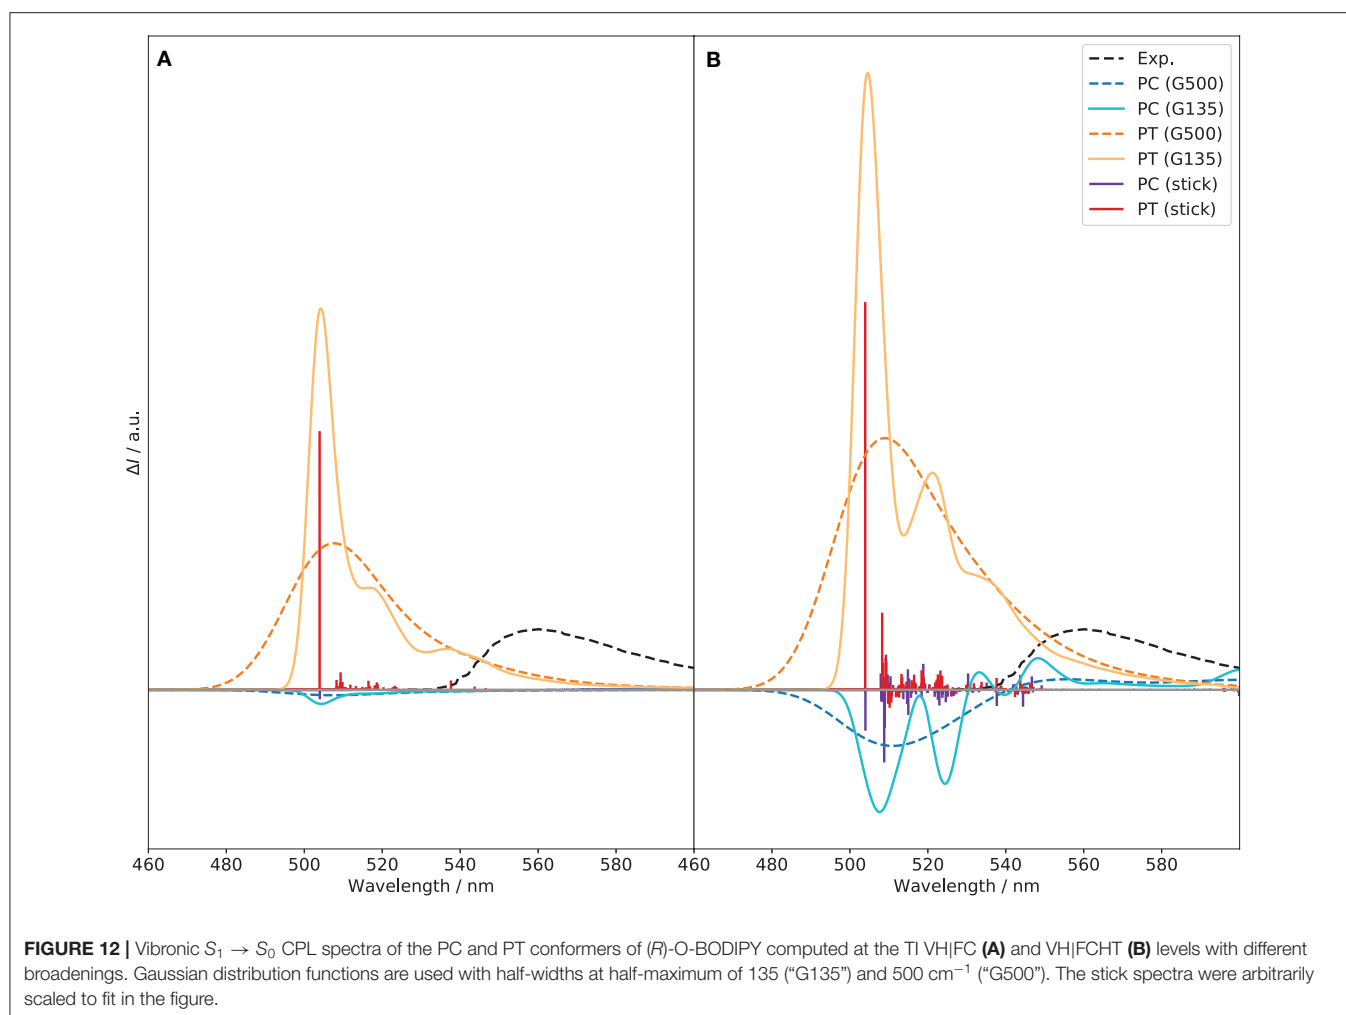 A
B
Exp.
PC (G500)
PC (G135)
PT (G500)
PT (G135)
PC (stick)
PT (stick)
ΔI / a.u.
460 480 500 520 540 560 580 460 480 500 520 540 560 580
Wavelength / nm Wavelength / nm
FIGURE 12 | Vibronic S₁ → S₀ CPL spectra of the PC and PT conformers of (R)-O-BODIPY computed at the TI VH|FC (A) and VH|FCHT (B) levels with different
broadenings. Gaussian distribution functions are used with half-widths at half-maximum of 135 (“G135”) and 500 cm⁻¹ (“G500”). The stick spectra were arbitrarily
scaled to fit in the figure.